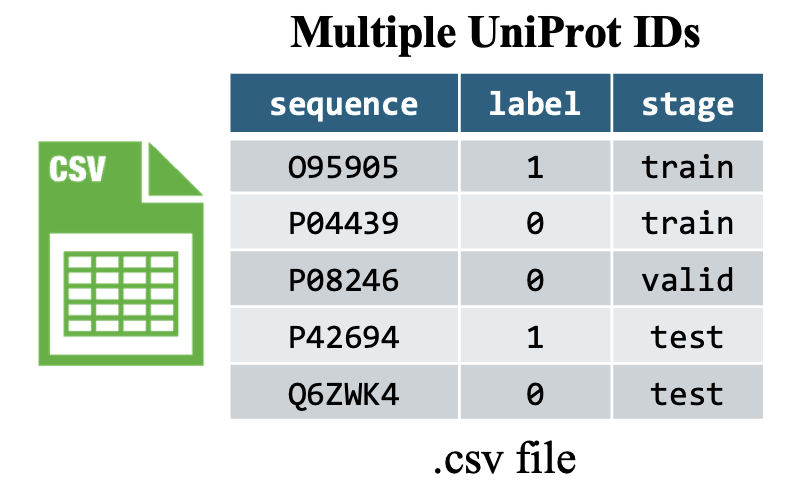 Multiple UniProt IDs
sequence label stage
CSV
O95905 1 train
P04439 0 train
P08246 0 valid
P42694 1 test
Q6ZWK4 0 test
.csv file